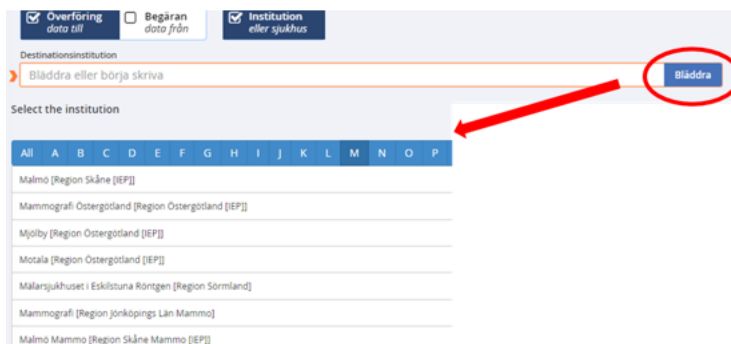 Överföring
data till
Begäran
data från
Institution
eller sjukhus
Destinationsinstitution
Bläddra eller börja skriva
Bläddra
Select the institution
All A B C D E F G H I J K L M N O P
Malmö [Region Skåne [IEP]]
Mammografi Östergötland [Region Östergötland [IEP]]
Mjölby [Region Östergötland [IEP]]
Motala [Region Östergötland [IEP]]
Mälarsjukhuset i Eskilstuna Röntgen [Region Sörmland]
Mammografi [Region Jönköpings Län Mammo]
Malmö Mammo [Region Skåne Mammo [IEP]]